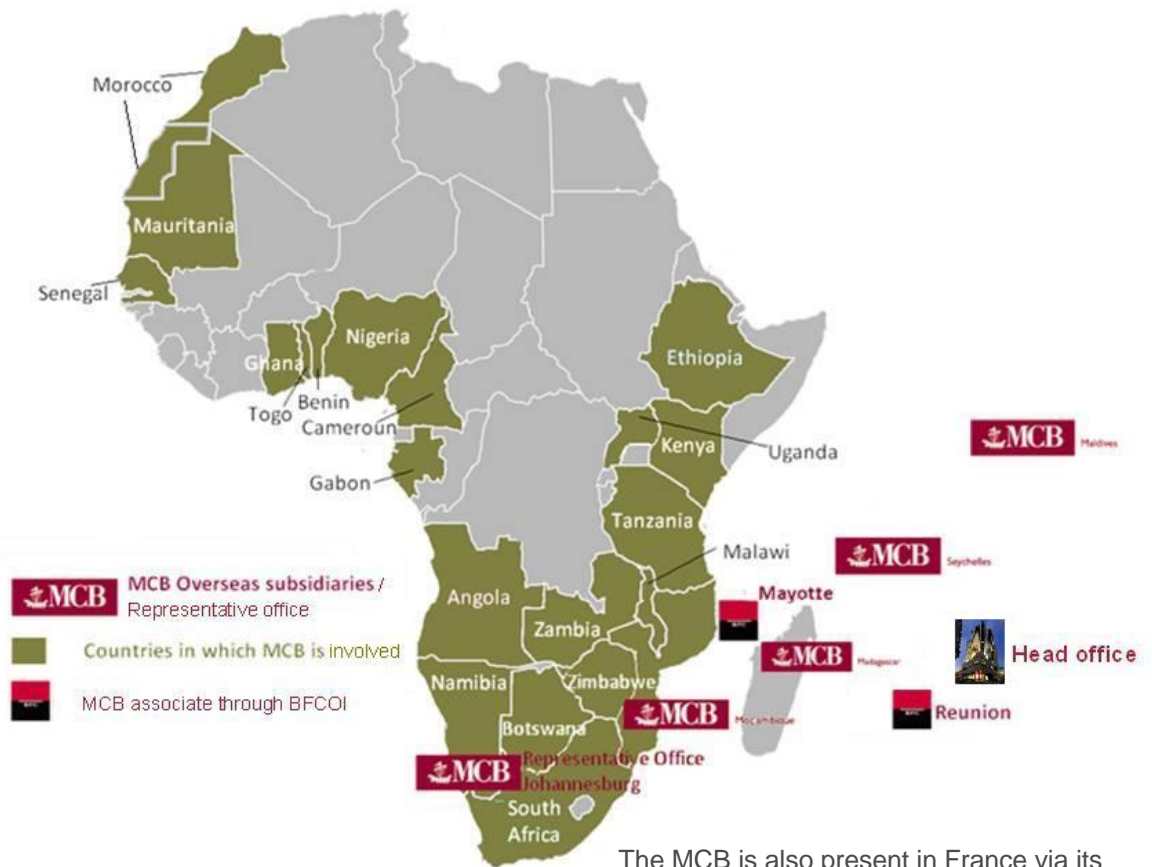 Morocco
Mauritania
Senegal
Ghana
Nigeria
Togo
Benin
Cameroun
Gabon
Ethiopia
Uganda
Kenya
Tanzania
Malawi
MCB Maldives
MCB Seychelles
Mayotte
MCB Madagascar
Head office
Reunion
Angola
Zambia
Namibia
Zimbabwe
MCB Mocambique
Botswana
MCB Representative Office
Johannesburg
South
Africa
MCB MCB Overseas subsidiaries /
Representative office
Countries in which MCB is involved
MCB associate through BFCOI
The MCB is also present in France via its